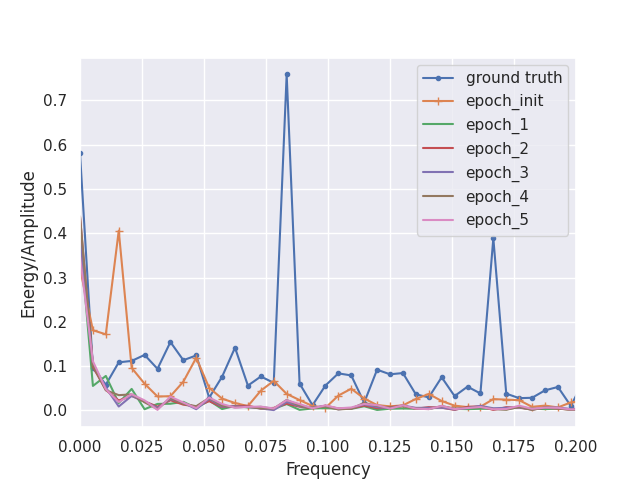 0.7
0.6
0.5
0.4
0.3
0.2
0.1
0.0
Energy/Amplitude
ground truth
epoch_init
epoch_1
epoch_2
epoch_3
epoch_4
epoch_5
0.000 0.025 0.050 0.075 0.100 0.125 0.150 0.175 0.200
Frequency